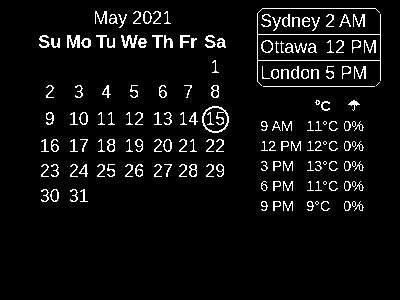 May 2021
Su Mo Tu We Th Fr Sa
1
2 3 4 5 6 7 8
9 10 11 12 13 14 15
16 17 18 19 20 21 22
23 24 25 26 27 28 29
30 31
Sydney 2 AM
Ottawa 12 PM
London 5 PM
°C
9 AM 11°C 0%
12 PM 12°C 0%
3 PM 13°C 0%
6 PM 11°C 0%
9 PM 9°C 0%